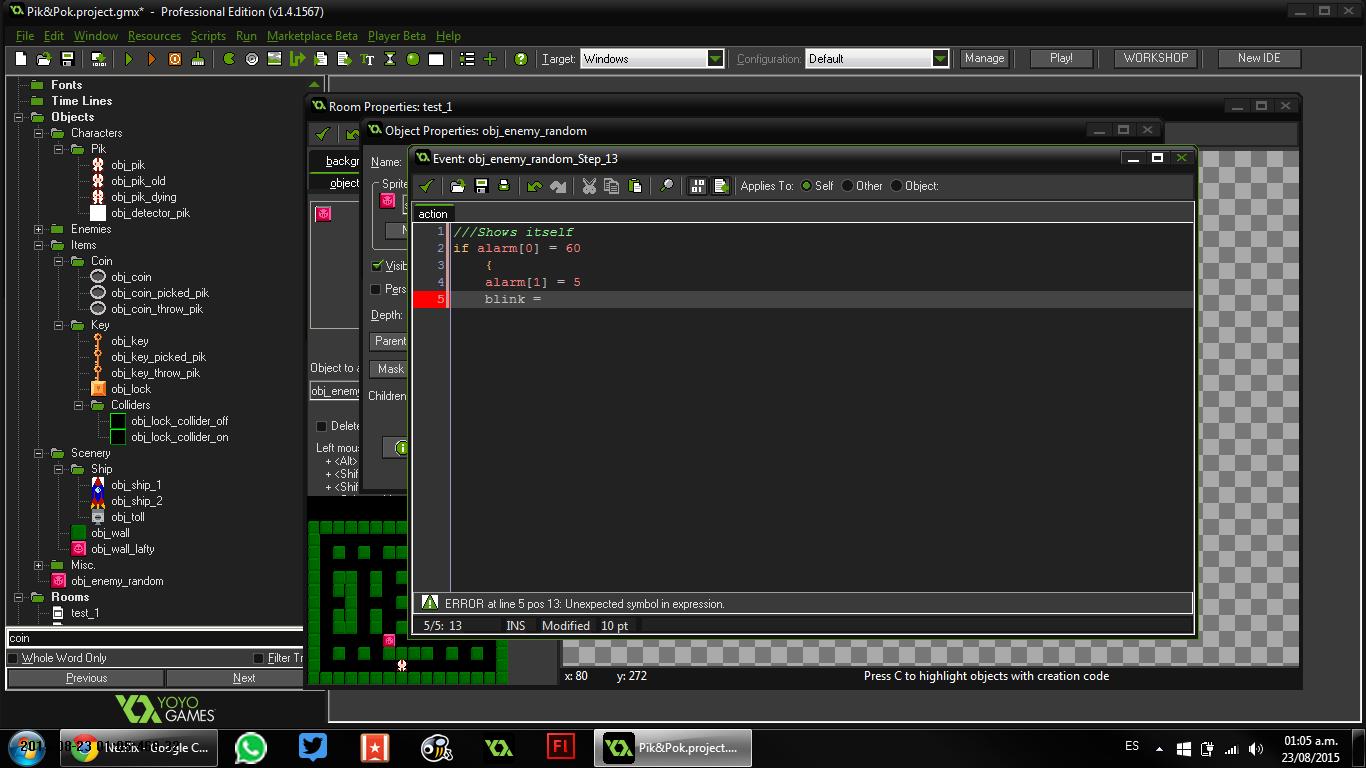 Pik&Pok.project.gmx* - Professional Edition (v1.4.1567)
File Edit Window Resources Scripts Run Marketplace Beta Player Beta Help
Target: Windows Configuration: Default Manage Play! WORKSHOP New IDE
Fonts
Time Lines
Objects
Characters
Pik
obj_pik
obj_pik_old
obj_pik_dying
obj_detector_pik
Enemies
Items
Coin
obj_coin
obj_coin_picked_pik
obj_coin_throw_pik
Key
obj_key
obj_key_picked_pik
obj_key_throw_pik
obj_lock
Colliders
obj_lock_collider_off
obj_lock_collider_on
Scenery
Ship
obj_ship_1
obj_ship_2
obj_toll
obj_wall
obj_wall_lafty
Misc.
obj_enemy_random
Rooms
test_1
coin
Whole Word Only Filter Tr
Previous Next
YOYO
GAMES
Room Properties: test_1
backgr
object
Object to a
obj_enemy
Delete
Left mou
+ <Alt>
+ <Shif
+ <Shif
Object Properties: obj_enemy_random
Name:
Sprite
N
Visib
Pers
Depth:
Parent
Mask
Children
Event: obj_enemy_random_Step_13
Applies To: Self Other Object:
action
1 ///Shows itself
2 if alarm[0] = 60
3 {
4 alarm[1] = 5
5 blink =
ERROR at line 5 pos 13: Unexpected symbol in expression.
5/5: 13 INS Modified 10 pt
x: 80 y: 272 Press C to highlight objects with creation code
Netflix - Google C...
Fl
Pik&Pok.project....
ES
01:05 a.m.
23/08/2015